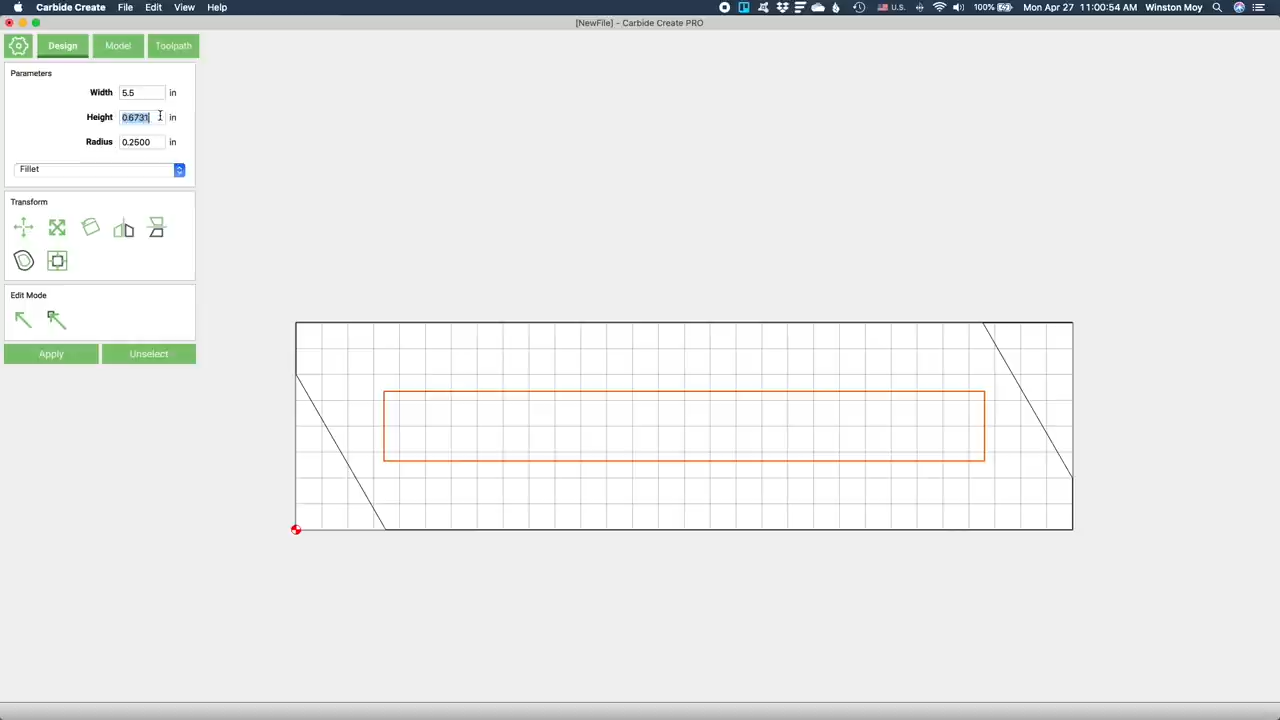 Carbide Create File Edit View Help U.S. 100% Mon Apr 27 11:00:54 AM Winston Moy
[NewFile] - Carbide Create PRO
Design Model Toolpath
Parameters
Width 5.5 in
Height 0.6731 in
Radius 0.2500 in
Fillet
Transform
Edit Mode
Apply Unselect